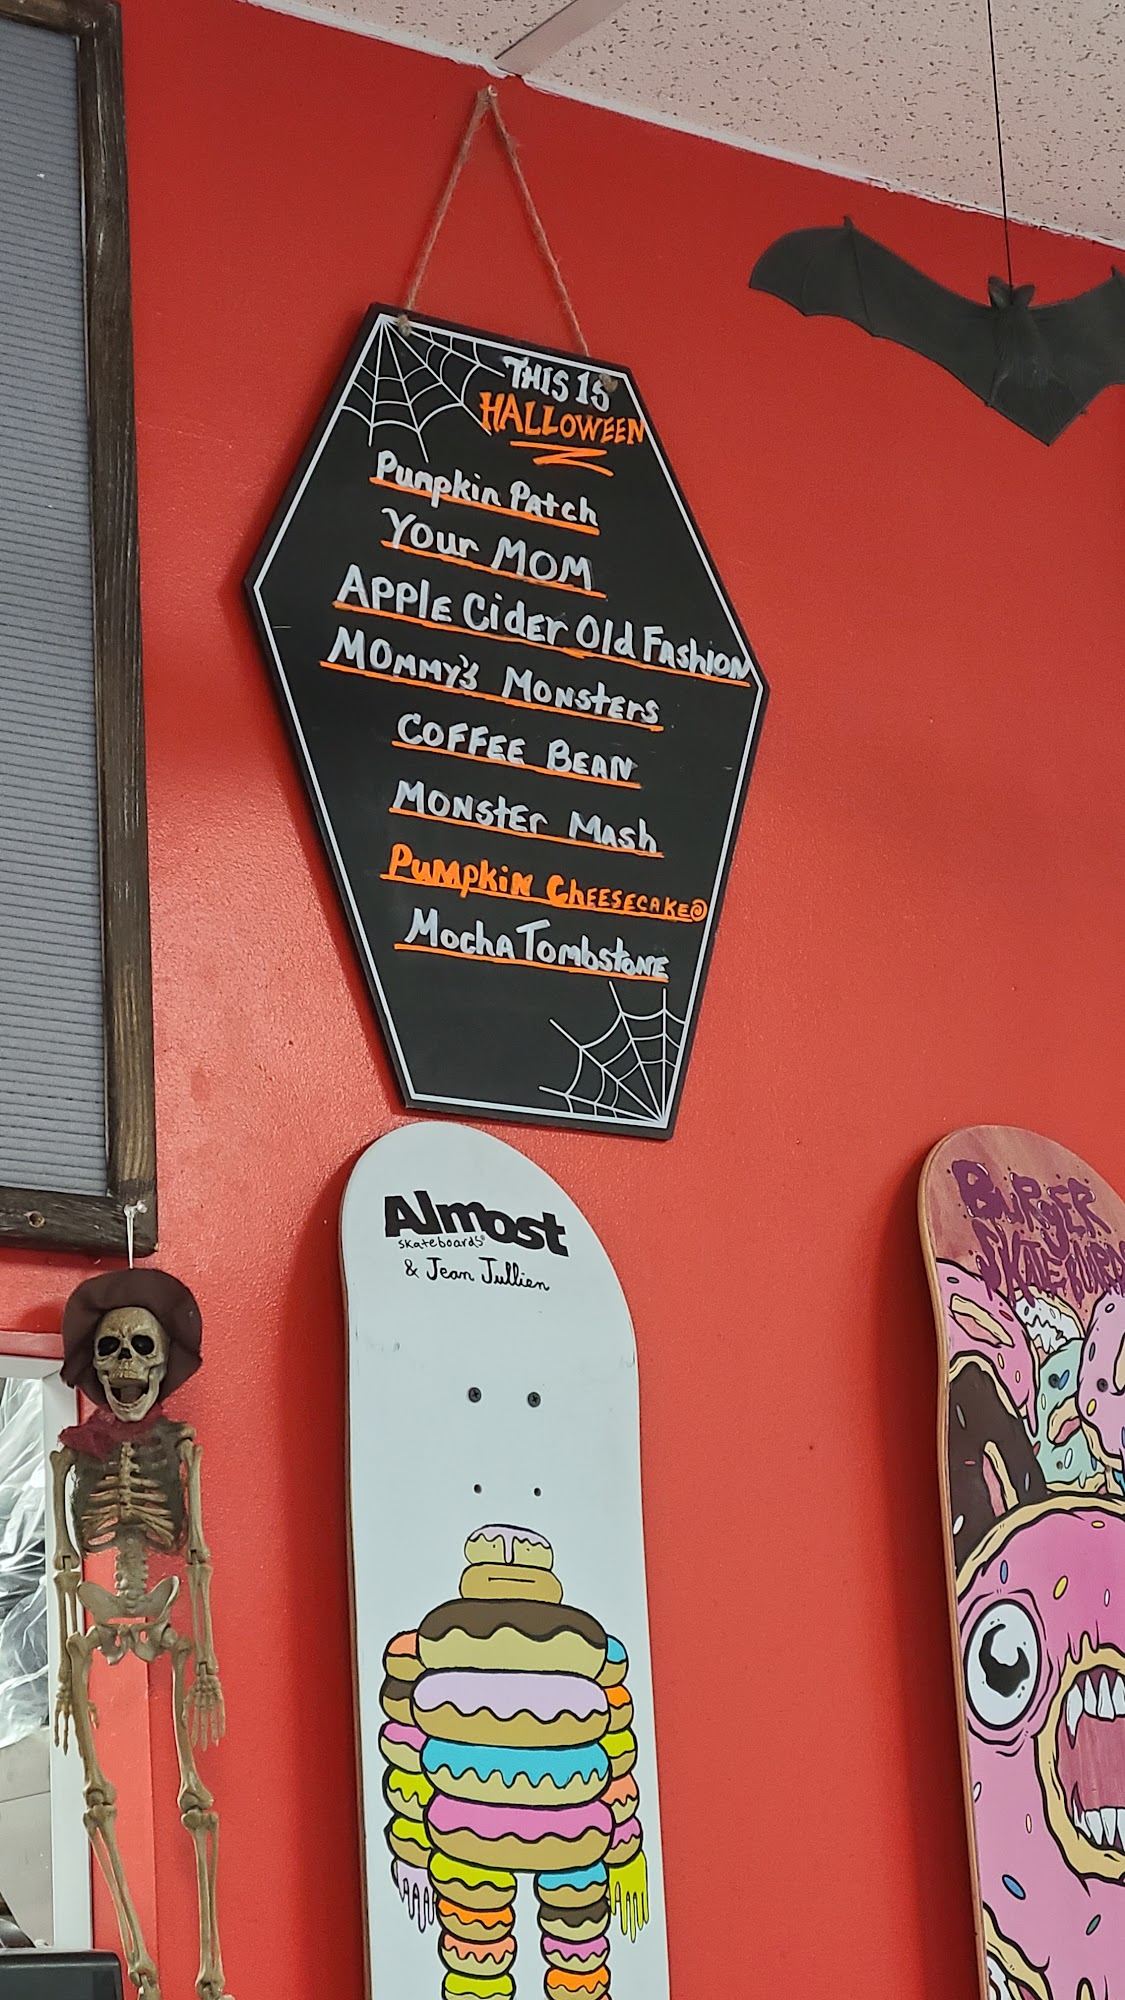 THIS IS
HALLOWEEN
Pumpkin Patch
Your MOM
Apple Cider Old Fashion
Mommy's Monsters
Coffee Bean
Monster Mash
Pumpkin Cheesecake
Mocha Tombstone
Almost
skateboards®
& Jean Jullien
BURGER
SKATEBOARDS